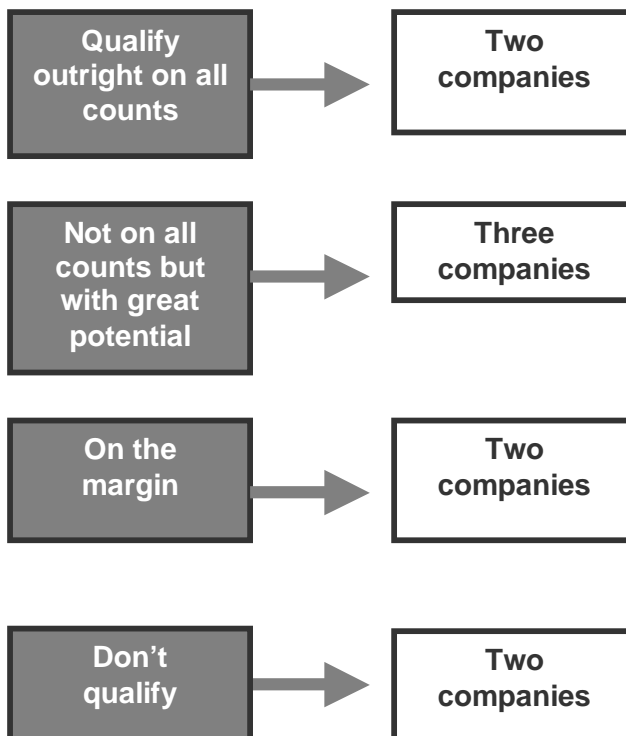 Qualify
outright on all
counts
Two
companies
Not on all
counts but
with great
potential
Three
companies
On the
margin
Two
companies
Don’t
qualify
Two
companies